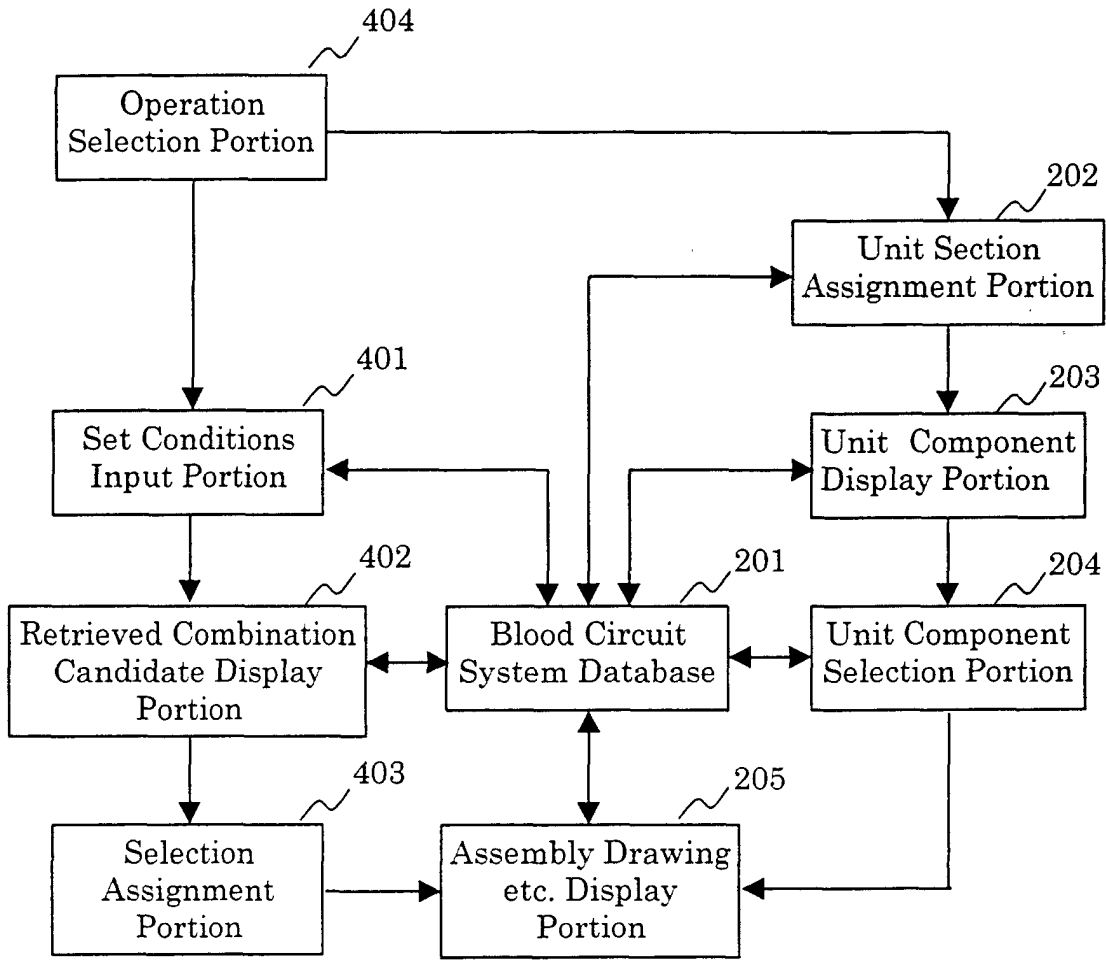 404
Operation
Selection Portion
202
Unit Section
Assignment Portion
401
Set Conditions
Input Portion
203
Unit Component
Display Portion
402
Retrieved Combination
Candidate Display
Portion
201
Blood Circuit
System Database
204
Unit Component
Selection Portion
403
Selection
Assignment
Portion
205
Assembly Drawing
etc. Display
Portion